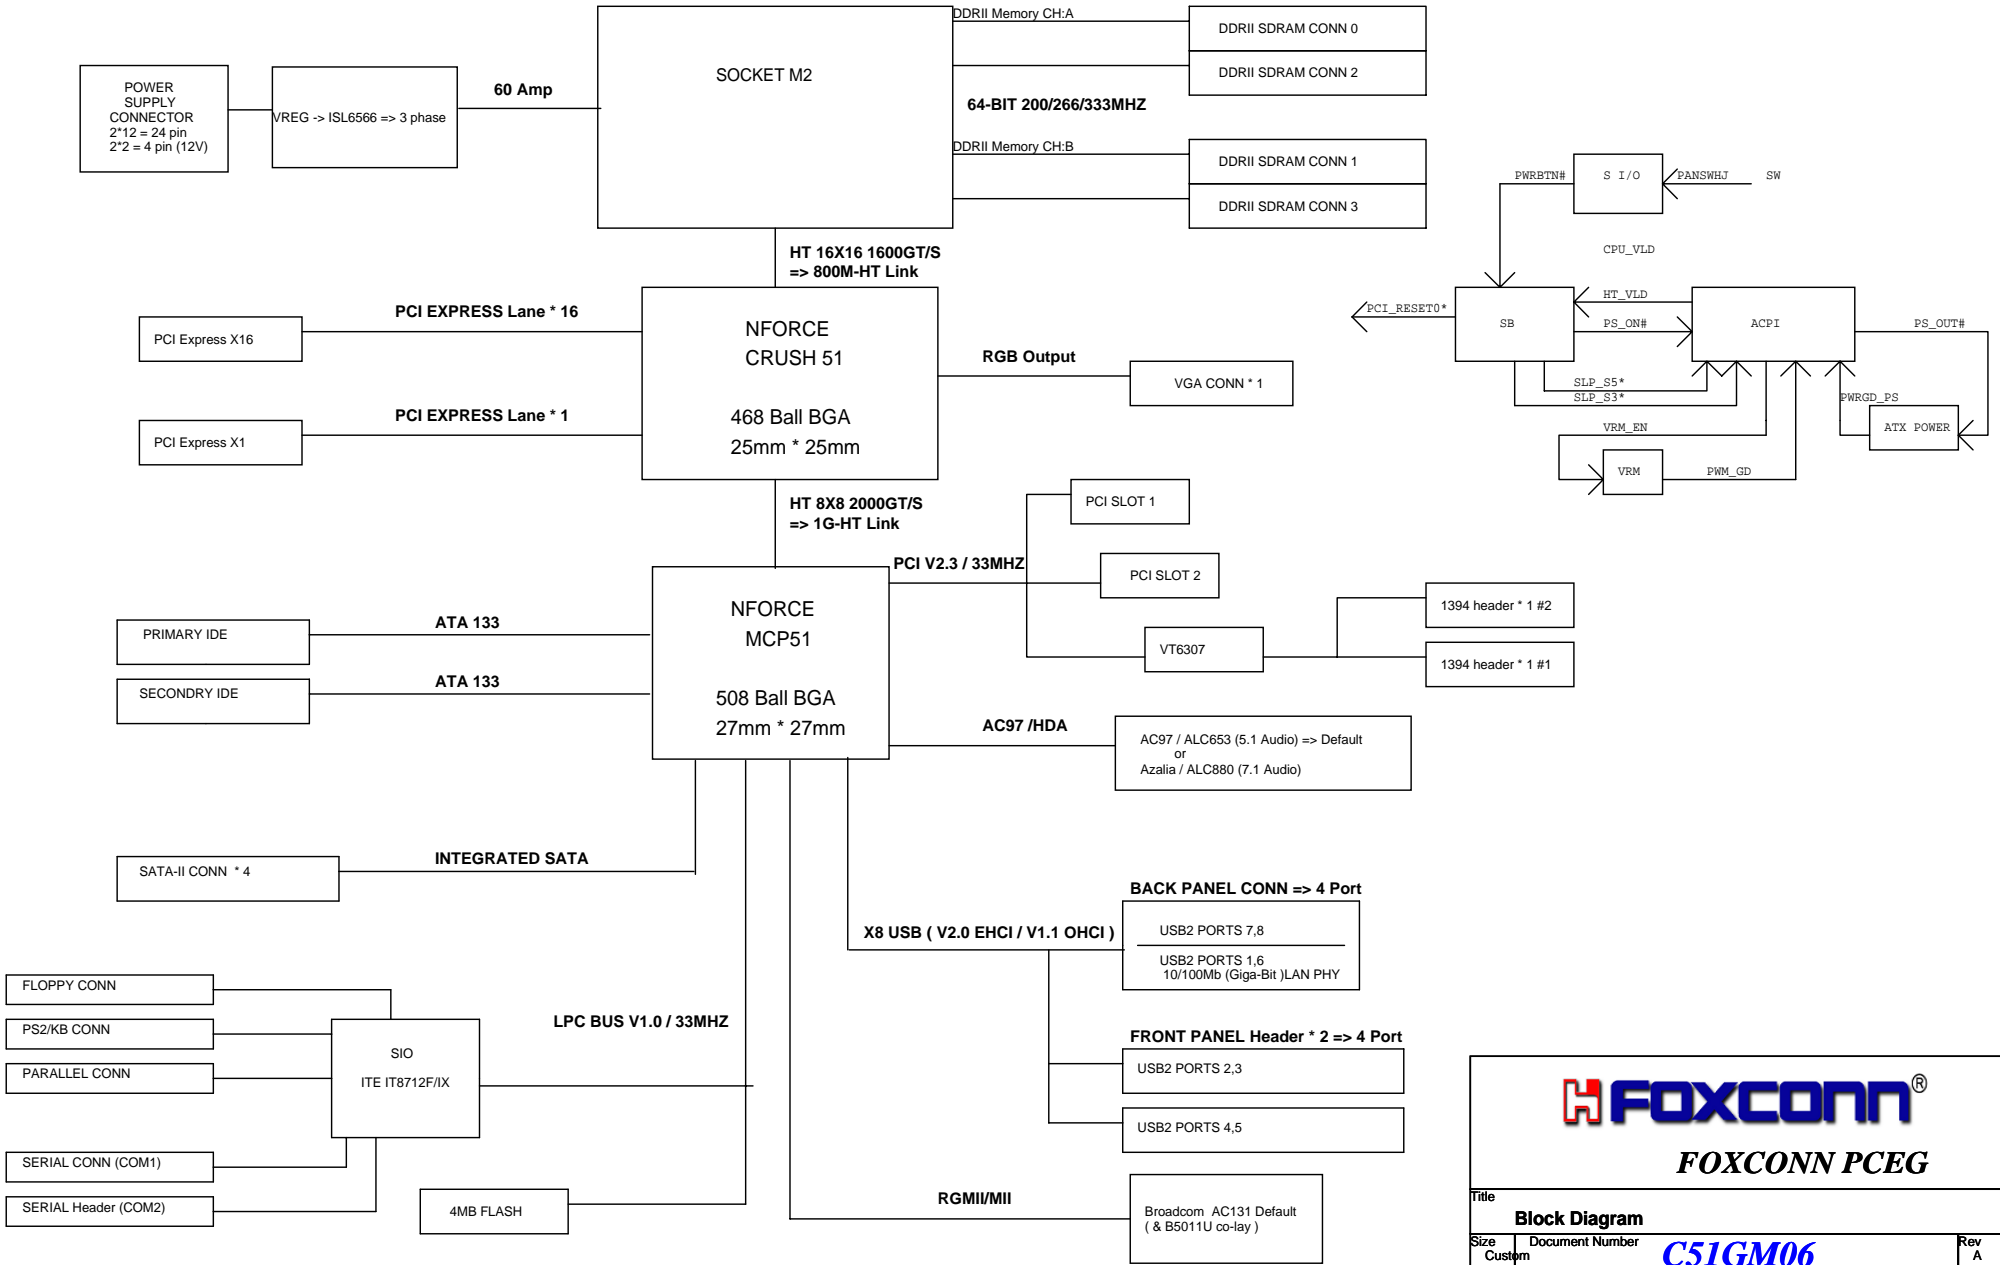 DDRII Memory CH:A
DDRII SDRAM CONN 0
SOCKET M2
DDRII SDRAM CONN 2
POWER
SUPPLY
CONNECTOR
2*12 = 24 pin
2*2 = 4 pin (12V)
VREG -> ISL6566 => 3 phase
60 Amp
64-BIT 200/266/333MHZ
DDRII Memory CH:B
DDRII SDRAM CONN 1
DDRII SDRAM CONN 3
HT 16X16 1600GT/S
=> 800M-HT Link
PWRBTN#
S I/O
PANSWHJ
SW
CPU_VLD
HT_VLD
PCI_RESET0*
SB
PS_ON#
ACPI
PS_OUT#
SLP_S5*
SLP_S3*
PWRGD_PS
VRM_EN
ATX POWER
VRM
PWM_GD
PCI EXPRESS Lane * 16
PCI Express X16
NFORCE
CRUSH 51
468 Ball BGA
25mm * 25mm
RGB Output
VGA CONN * 1
PCI EXPRESS Lane * 1
PCI Express X1
HT 8X8 2000GT/S
=> 1G-HT Link
PCI SLOT 1
PCI V2.3 / 33MHZ
PCI SLOT 2
NFORCE
MCP51
508 Ball BGA
27mm * 27mm
1394 header * 1 #2
VT6307
1394 header * 1 #1
ATA 133
PRIMARY IDE
ATA 133
SECONDRY IDE
AC97 /HDA
AC97 / ALC653 (5.1 Audio) => Default
or
Azalia / ALC880 (7.1 Audio)
INTEGRATED SATA
SATA-II CONN * 4
BACK PANEL CONN => 4 Port
X8 USB ( V2.0 EHCI / V1.1 OHCI )
USB2 PORTS 7,8
USB2 PORTS 1,6
10/100Mb (Giga-Bit )LAN PHY
FLOPPY CONN
PS2/KB CONN
PARALLEL CONN
SIO
ITE IT8712F/IX
LPC BUS V1.0 / 33MHZ
FRONT PANEL Header * 2 => 4 Port
USB2 PORTS 2,3
USB2 PORTS 4,5
SERIAL CONN (COM1)
SERIAL Header (COM2)
4MB FLASH
RGMII/MII
Broadcom AC131 Default
( & B5011U co-lay )
FOXCONN®
FOXCONN PCEG
Title
Block Diagram
Size
Custom
Document Number
C51GM06
Rev
A